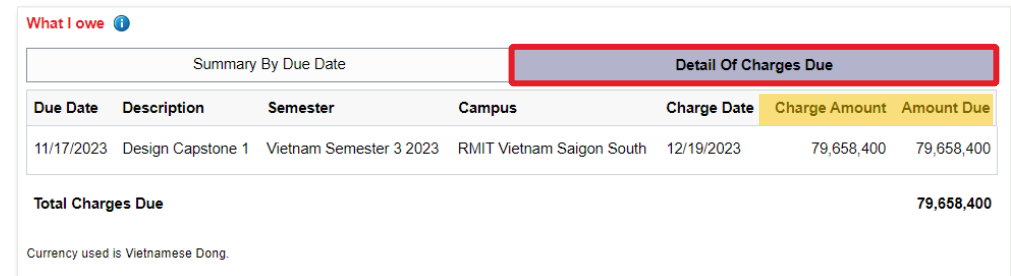 What I owe i
Summary By Due Date Detail Of Charges Due
Due Date Description Semester Campus Charge Date Charge Amount Amount Due
11/17/2023 Design Capstone 1 Vietnam Semester 3 2023 RMIT Vietnam Saigon South 12/19/2023 79,658,400 79,658,400
Total Charges Due 79,658,400
Currency used is Vietnamese Dong.